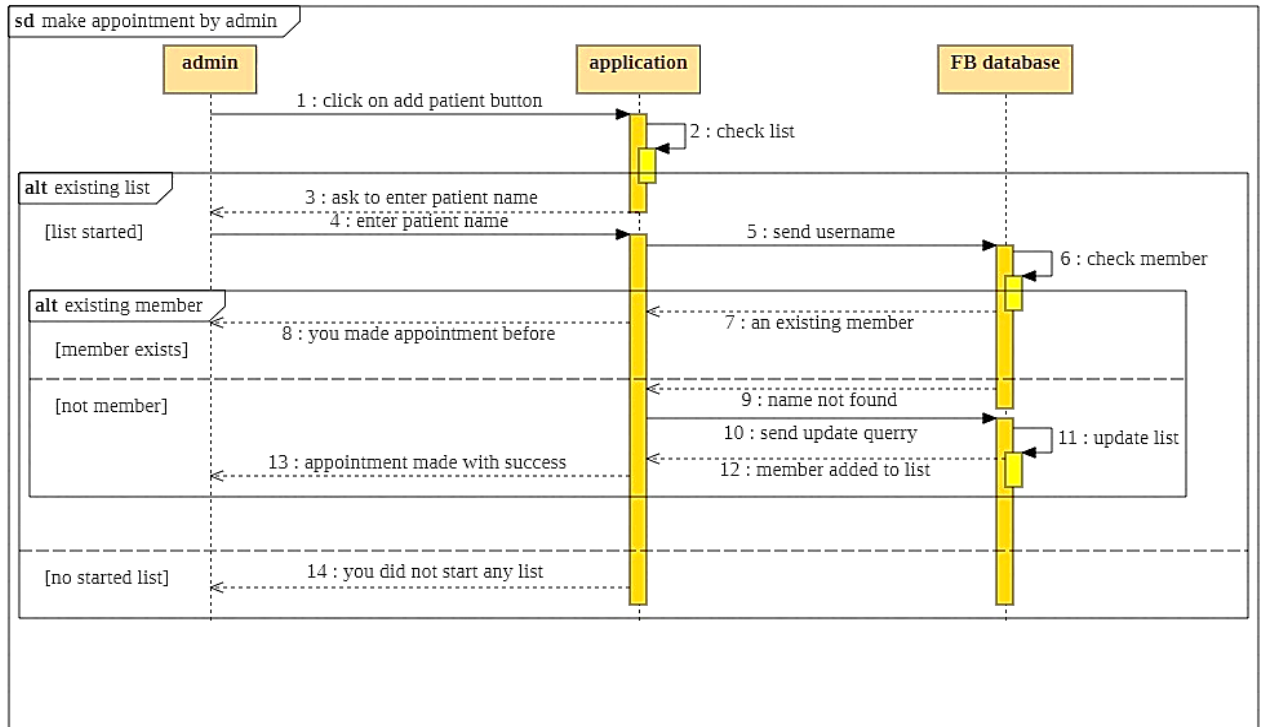 sd make appointment by admin
admin
application
FB database
1 : click on add patient button
2 : check list
alt existing list
3 : ask to enter patient name
[list started]
4 : enter patient name
5 : send username
6 : check member
alt existing member
7 : an existing member
8 : you made appointment before
[member exists]
9 : name not found
[not member]
10 : send update querry
11 : update list
13 : appointment made with success
12 : member added to list
14 : you did not start any list
[no started list]